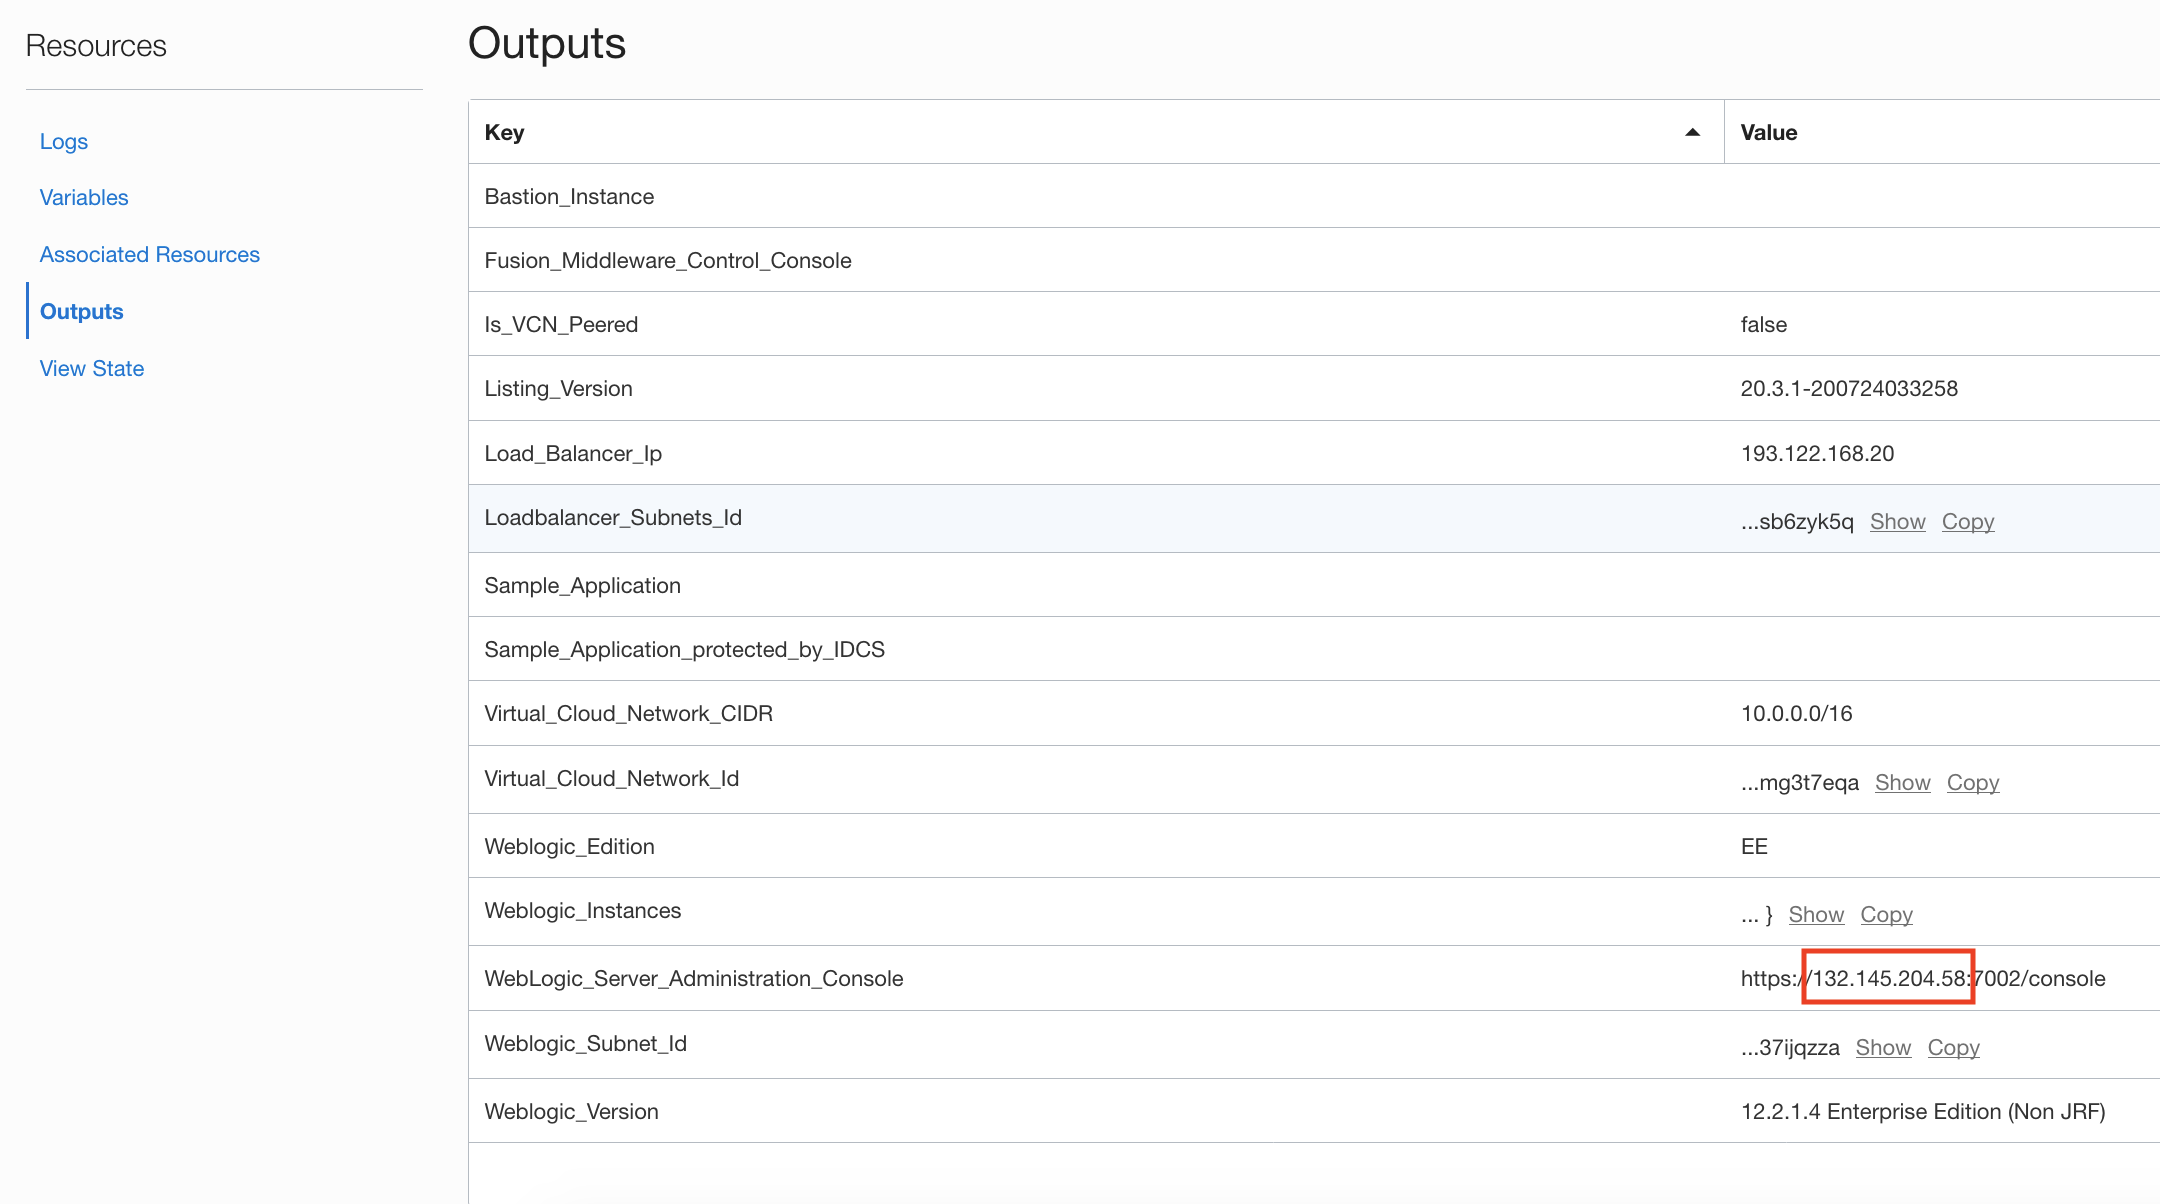 Resources
Logs
Variables
Associated Resources
Outputs
View State
Outputs
Key Value
Bastion_Instance
Fusion_Middleware_Control_Console
Is_VCN_Peered false
Listing_Version 20.3.1-200724033258
Load_Balancer_Ip 193.122.168.20
Loadbalancer_Subnets_Id ...sb6zyk5q Show Copy
Sample_Application
Sample_Application_protected_by_IDCS
Virtual_Cloud_Network_CIDR 10.0.0.0/16
Virtual_Cloud_Network_Id ...mg3t7eqa Show Copy
Weblogic_Edition EE
Weblogic_Instances ... } Show Copy
WebLogic_Server_Administration_Console https://132.145.204.58:7002/console
Weblogic_Subnet_Id ...37ijqzza Show Copy
Weblogic_Version 12.2.1.4 Enterprise Edition (Non JRF)